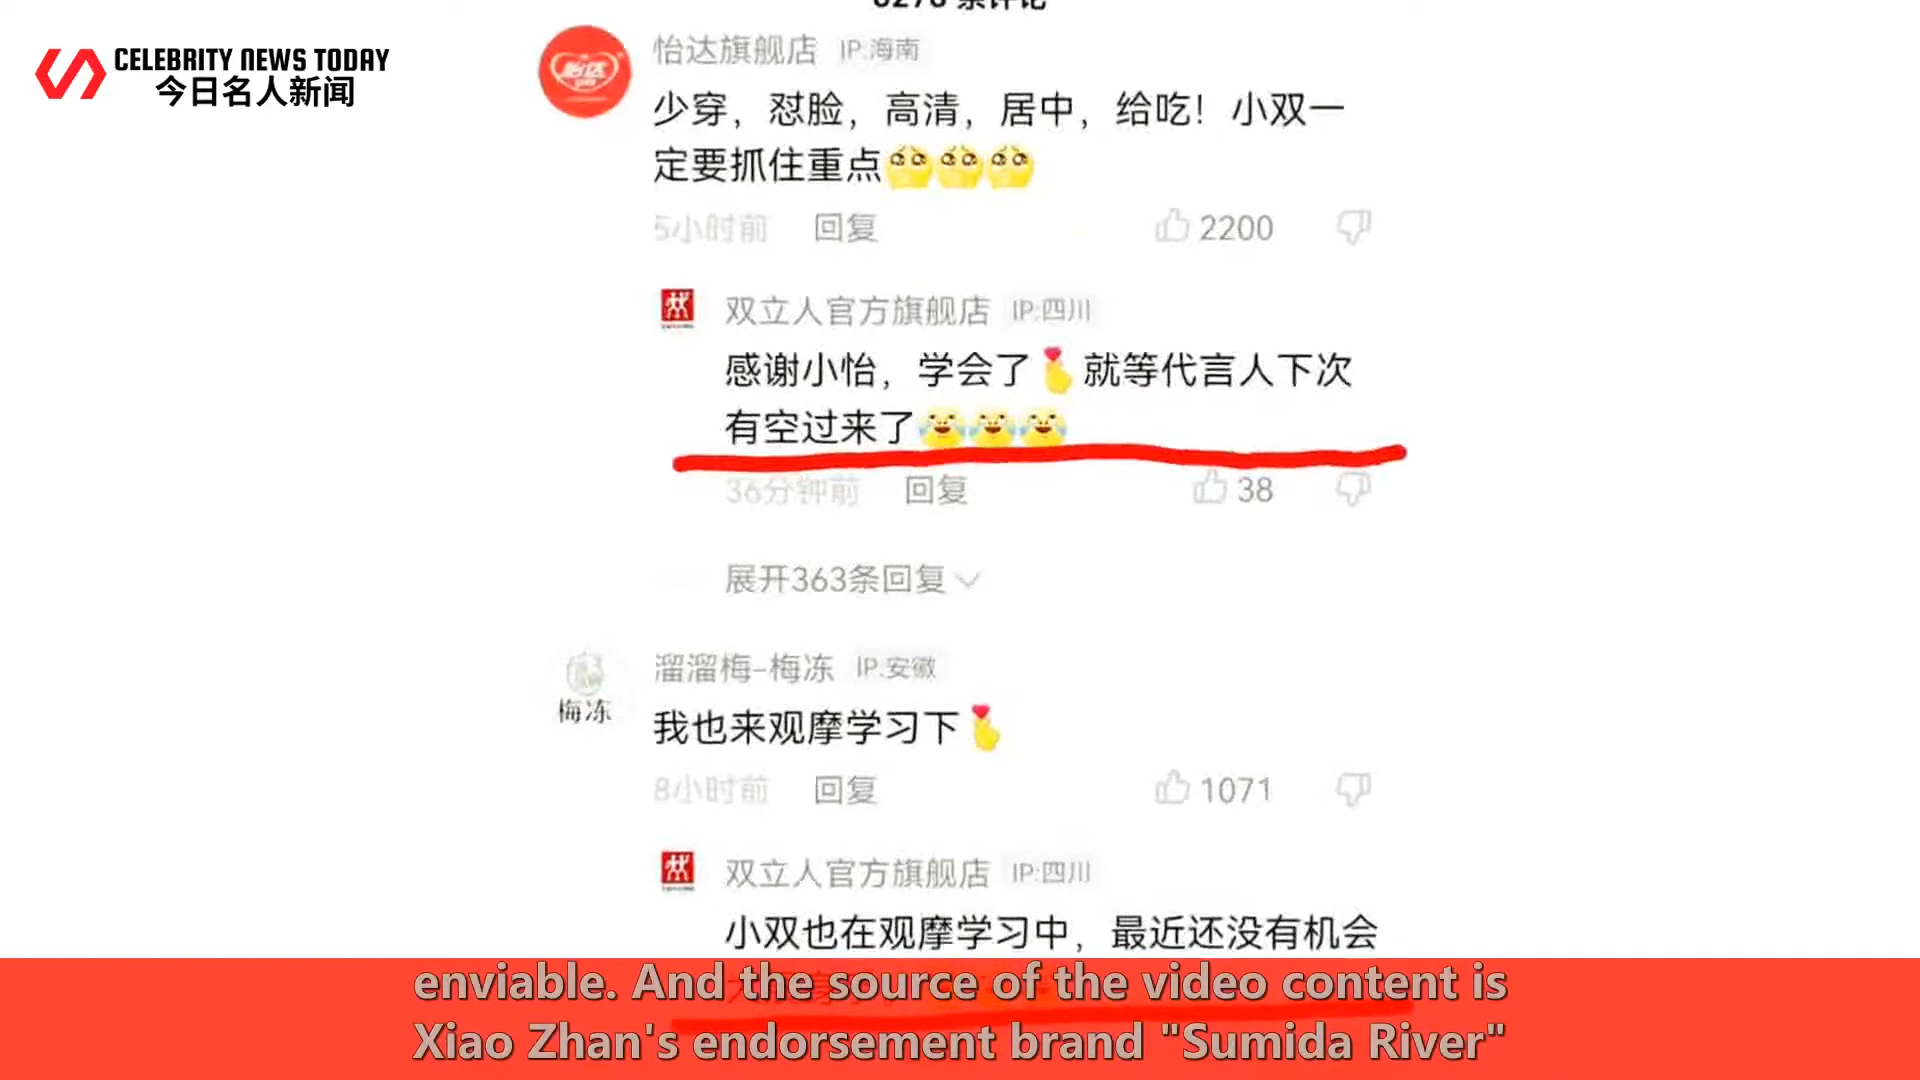 CELEBRITY NEWS TODAY
今日名人新闻
怡达旗舰店 IP:海南
少穿，怼脸，高清，居中，给吃！小双一
定要抓住重点
5小时前 回复 2200
双立人官方旗舰店 IP:四川
感谢小怡，学会了就等代言人下次
有空过来了
36分钟前 回复 38
展开363条回复
溜溜梅-梅冻 IP:安徽
梅冻
我也来观摩学习下
8小时前 回复 1071
双立人官方旗舰店 IP:四川
小双也在观摩学习中，最近还没有机会
enviable. And the source of the video content is
Xiao Zhan's endorsement brand "Sumida River"